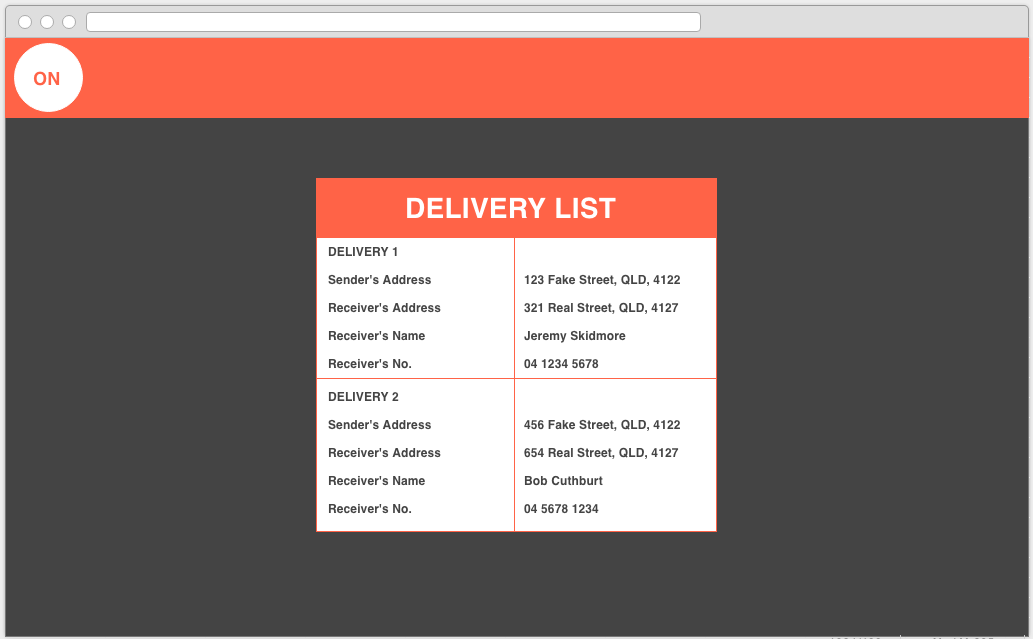 ON
DELIVERY LIST
DELIVERY 1
Sender's Address 123 Fake Street, QLD, 4122
Receiver's Address 321 Real Street, QLD, 4127
Receiver's Name Jeremy Skidmore
Receiver's No. 04 1234 5678
DELIVERY 2
Sender's Address 456 Fake Street, QLD, 4122
Receiver's Address 654 Real Street, QLD, 4127
Receiver's Name Bob Cuthburt
Receiver's No. 04 5678 1234